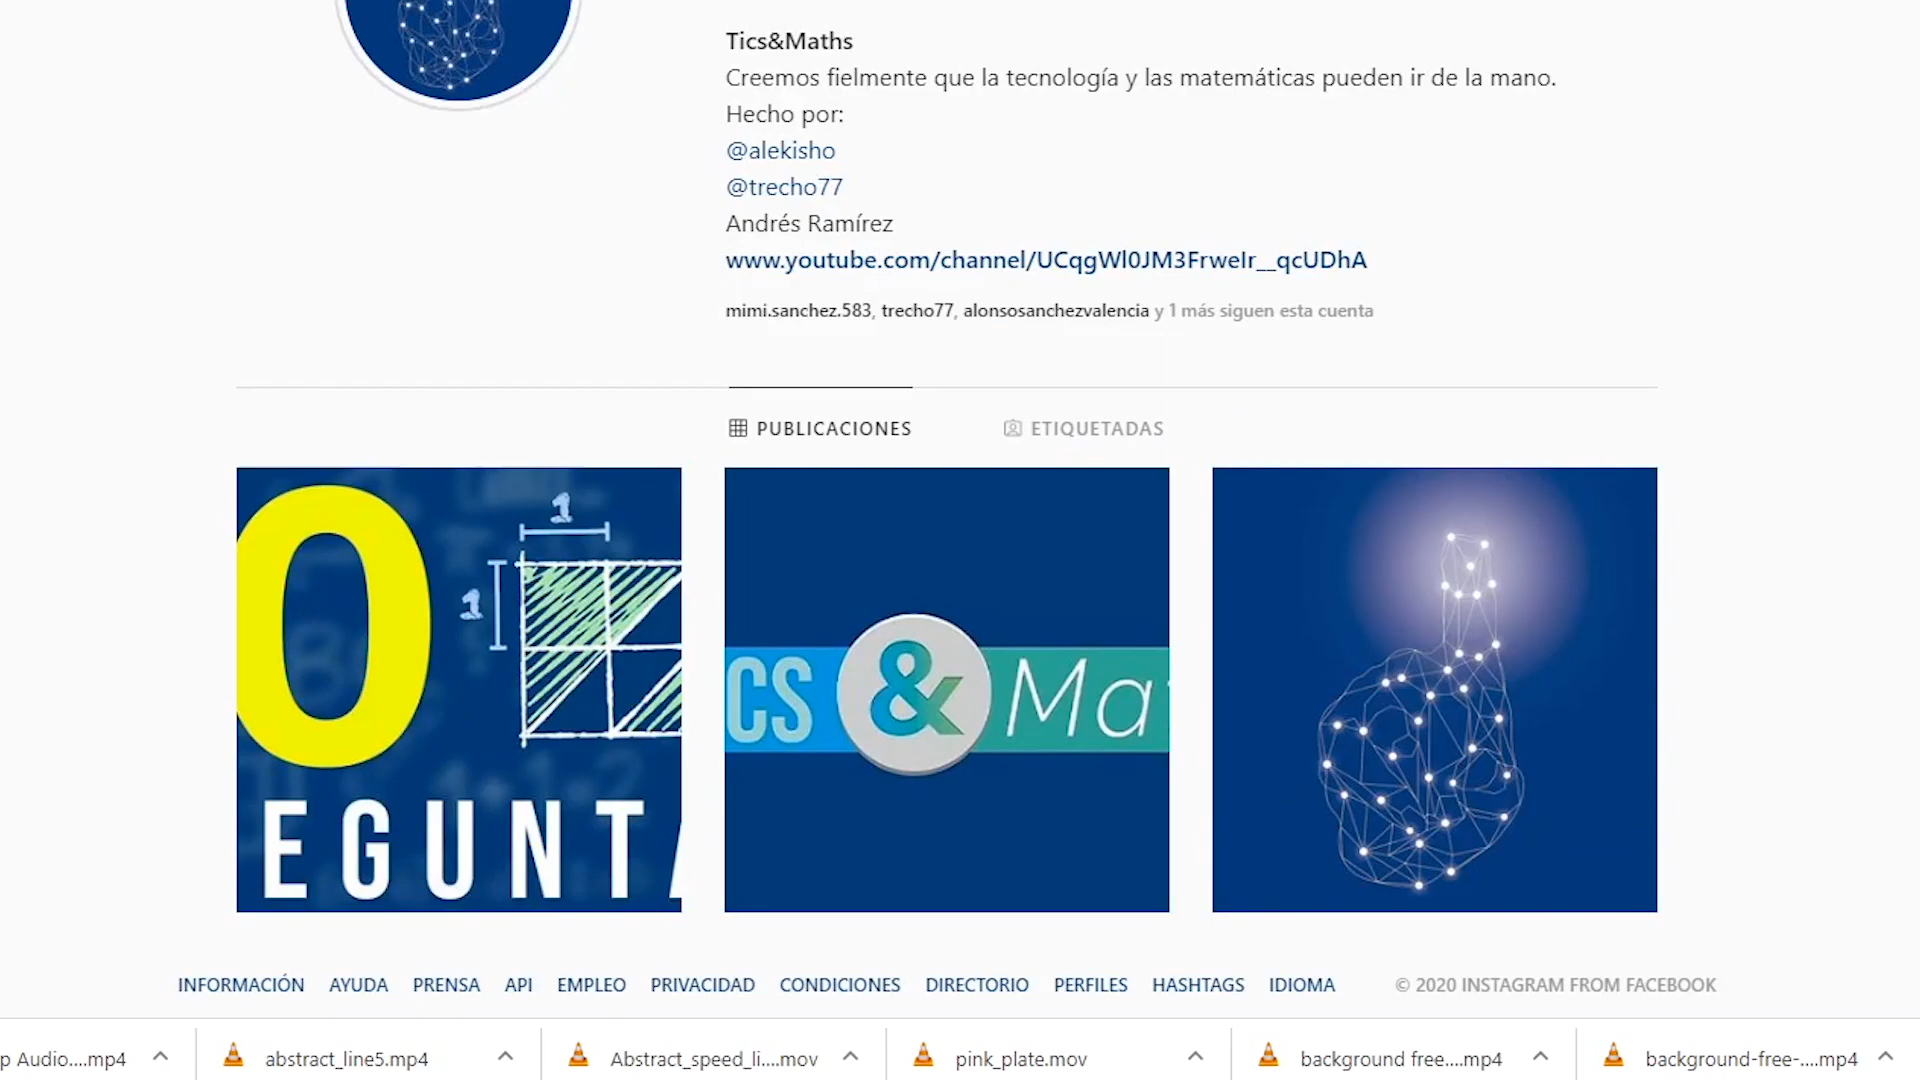 Tics&Maths
Creemos fielmente que la tecnología y las matemáticas pueden ir de la mano.
Hecho por:
@alekisho
@trecho77
Andrés Ramírez
www.youtube.com/channel/UCqgWl0JM3FrweIr__qcUDhA
mimi.sanchez.583, trecho77, alonsosanchezvalencia y 1 más siguen esta cuenta
PUBLICACIONES ETIQUETADAS
1
1
O
EGUNTA
CS & Ma
INFORMACIÓN AYUDA PRENSA API EMPLEO PRIVACIDAD CONDICIONES DIRECTORIO PERFILES HASHTAGS IDIOMA © 2020 INSTAGRAM FROM FACEBOOK
p Audio....mp4 abstract_line5.mp4 Abstract_speed_li....mov pink_plate.mov background free....mp4 background-free-....mp4